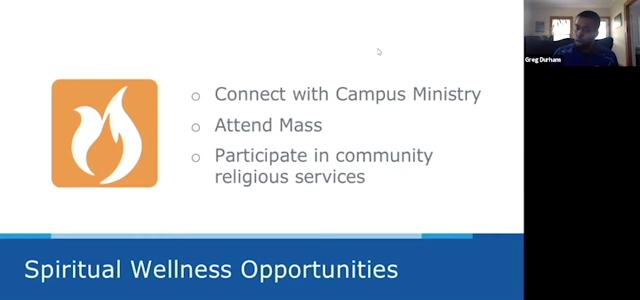 Connect with Campus Ministry
Attend Mass
Participate in community
religious services
Spiritual Wellness Opportunities
Greg Durham